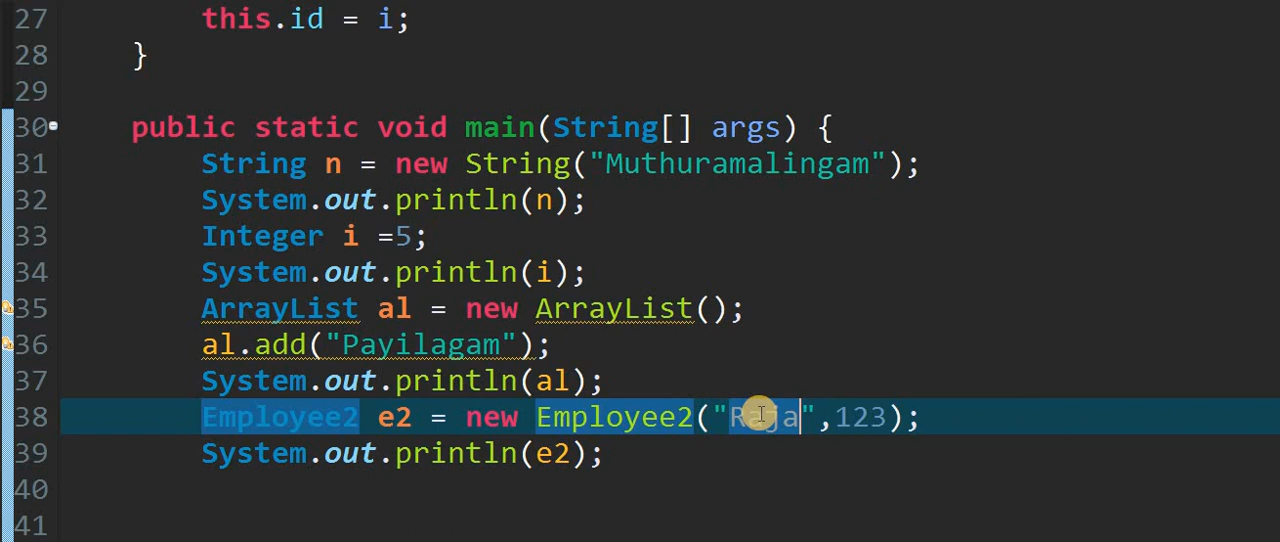 27 this.id = i;
28 }
29
30 public static void main(String[] args) {
31 String n = new String("Muthuramalingam");
32 System.out.println(n);
33 Integer i =5;
34 System.out.println(i);
35 ArrayList al = new ArrayList();
36 al.add("Payilagam");
37 System.out.println(al);
38 Employee2 e2 = new Employee2("Raja",123);
39 System.out.println(e2);
40
41